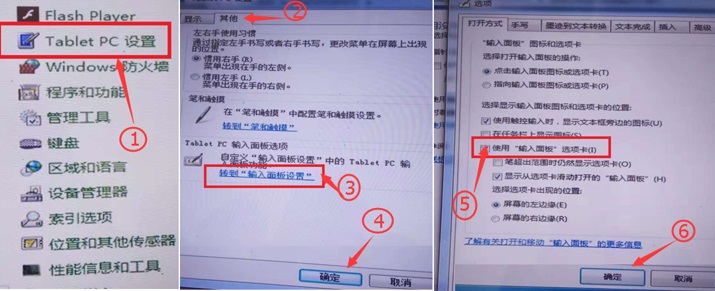 Flash Player
Tablet PC 设置
Windows 防火墙
程序和功能
管理工具
键盘
区域和语言
设备管理器
索引选项
位置和其他传感器
性能信息和工具
①
显示
其他
②
左右手使用习惯
通过指定左手书写或者右手书写，更改菜单在屏幕上出现
的位置。
惯用右手(R)
菜单出现在手的左侧。
惯用左手(L)
菜单出现在手的右侧。
笔和触摸
在“笔和触摸”中配置笔和触摸设置。
转到“笔和触摸”
Tablet PC 输入面板选项
自定义“输入面板设置”中的 Tablet PC 输
入面板功能。
转到“输入面板设置”
③
④
确定
取消
选项
打开方式
手写
墨迹到文本转换
文本完成
插入
高级
“输入面板”图标和选项卡
选择打开输入面板的操作:
点击输入面板图标或选项卡(T)
指向输入面板图标或选项卡(P)
选择显示输入面板图标和选项卡的位置:
使用触控输入时,显示文本框旁边的图标(U)
在任务栏上显示图标(S)
使用“输入面板”选项卡(I)
笔超出范围时仍然显示选项卡(O)
显示从选项卡滑动打开的“输入面板”(H)
选择选项卡出现的位置:
⑤
屏幕的左边缘(E)
屏幕的右边缘(R)
了解有关打开和移动“输入面板”的更多信息
⑥
确定
取消